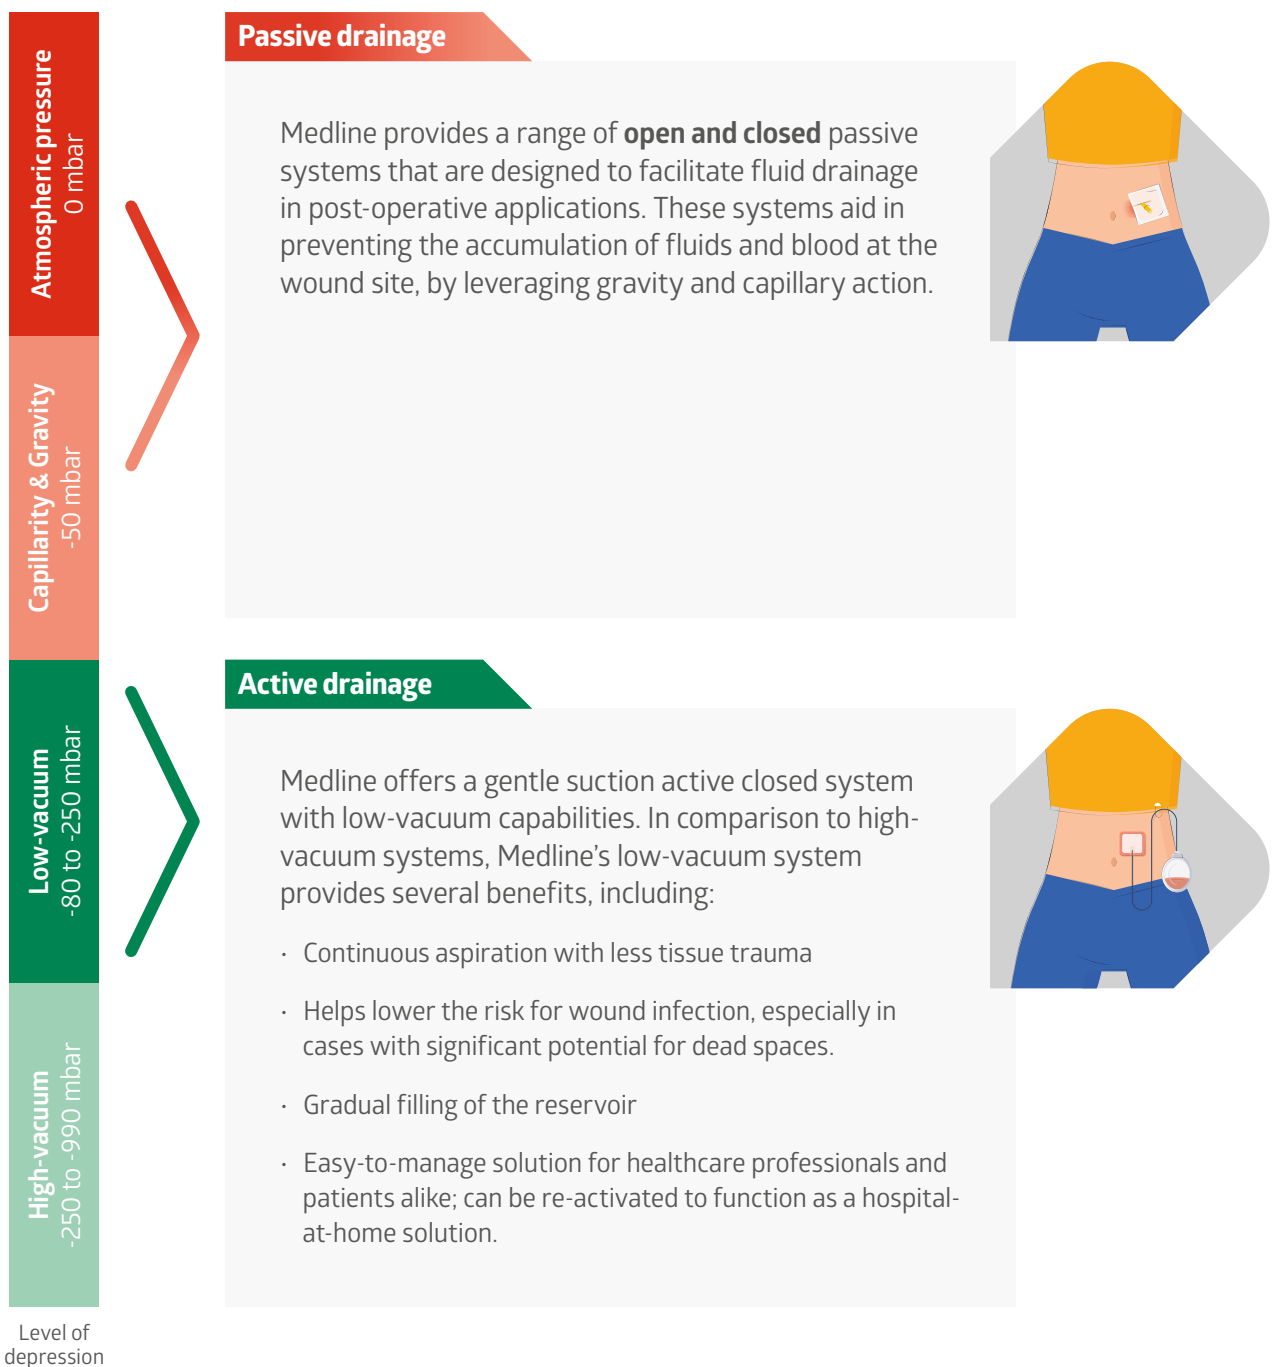 Atmospheric pressure
0 mbar
Capillarity & Gravity
-50 mbar
Low-vacuum
-80 to -250 mbar
High-vacuum
-250 to -990 mbar
Level of
depression
Passive drainage
Medline provides a range of open and closed passive
systems that are designed to facilitate fluid drainage
in post-operative applications. These systems aid in
preventing the accumulation of fluids and blood at the
wound site, by leveraging gravity and capillary action.
Active drainage
Medline offers a gentle suction active closed system
with low-vacuum capabilities. In comparison to high-
vacuum systems, Medline’s low-vacuum system
provides several benefits, including:
· Continuous aspiration with less tissue trauma
· Helps lower the risk for wound infection, especially in
cases with significant potential for dead spaces.
· Gradual filling of the reservoir
· Easy-to-manage solution for healthcare professionals and
patients alike; can be re-activated to function as a hospital-
at-home solution.